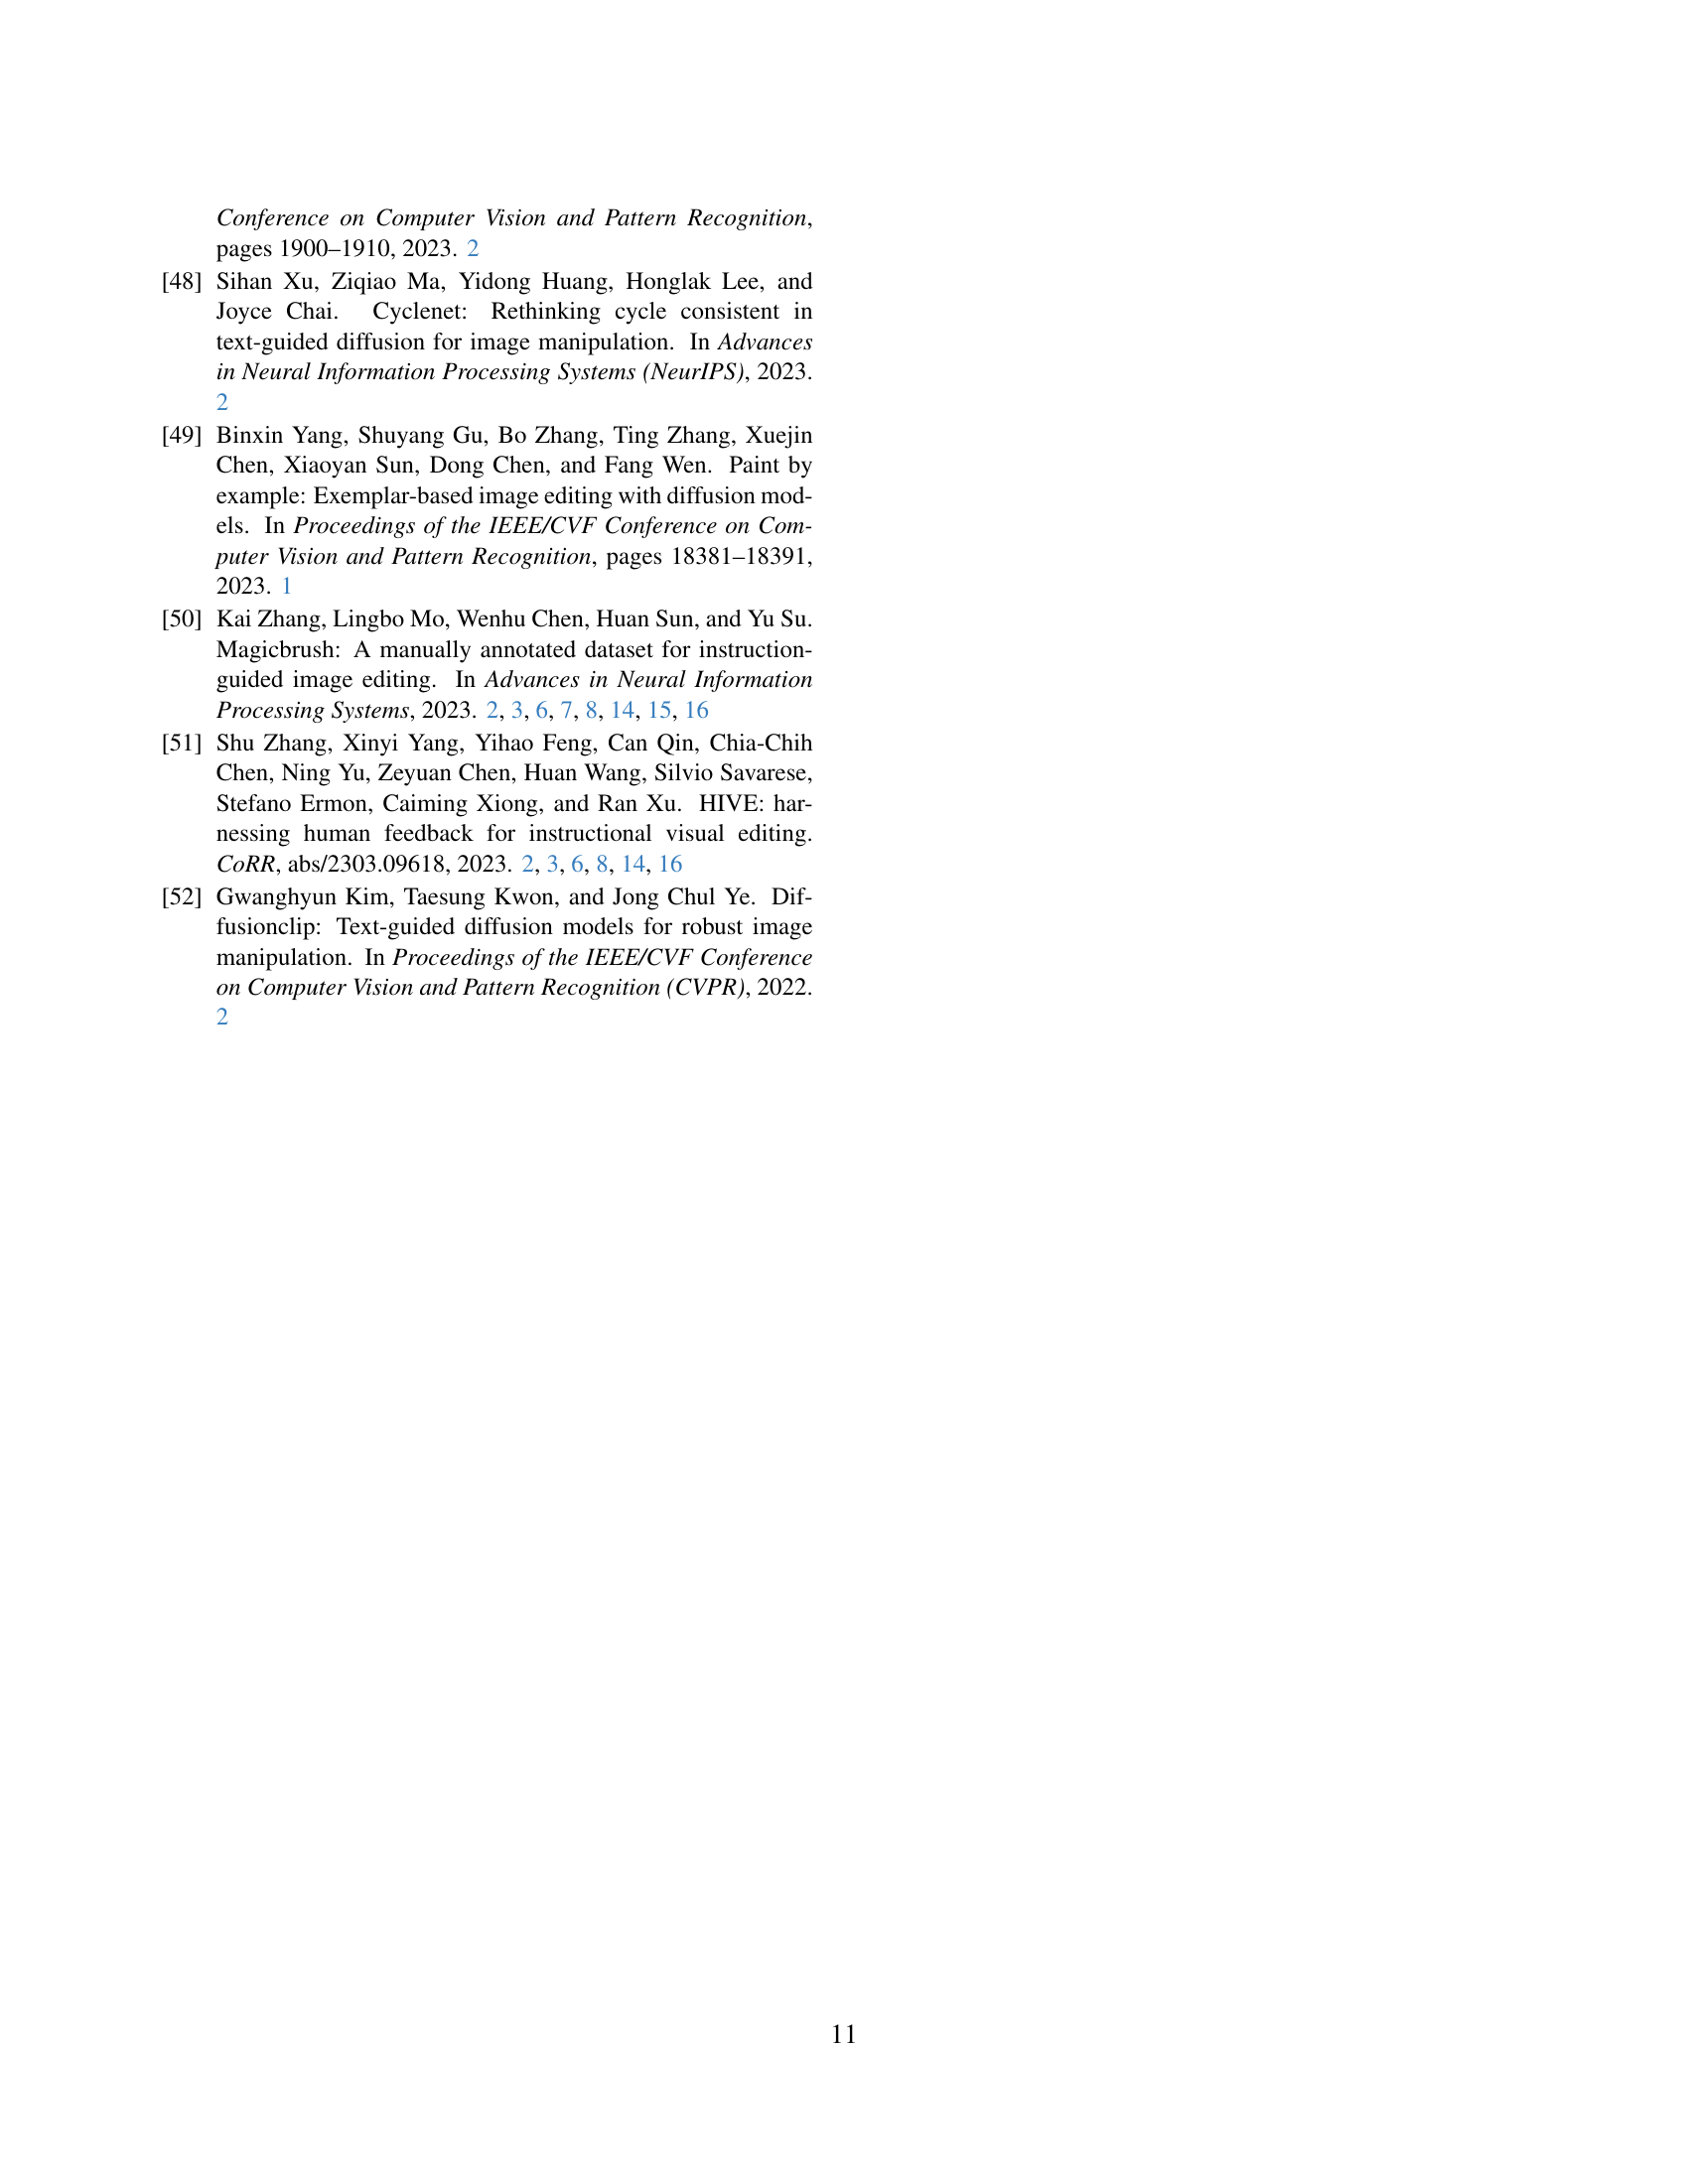 Conference on Computer Vision and Pattern Recognition,
pages 1900–1910, 2023. 2
[48] Sihan Xu, Ziqiao Ma, Yidong Huang, Honglak Lee, and
Joyce Chai. Cyclenet: Rethinking cycle consistent in
text-guided diffusion for image manipulation. In Advances
in Neural Information Processing Systems (NeurIPS), 2023.
2
[49] Binxin Yang, Shuyang Gu, Bo Zhang, Ting Zhang, Xuejin
Chen, Xiaoyan Sun, Dong Chen, and Fang Wen. Paint by
example: Exemplar-based image editing with diffusion mod-
els. In Proceedings of the IEEE/CVF Conference on Com-
puter Vision and Pattern Recognition, pages 18381–18391,
2023. 1
[50] Kai Zhang, Lingbo Mo, Wenhu Chen, Huan Sun, and Yu Su.
Magicbrush: A manually annotated dataset for instruction-
guided image editing. In Advances in Neural Information
Processing Systems, 2023. 2, 3, 6, 7, 8, 14, 15, 16
[51] Shu Zhang, Xinyi Yang, Yihao Feng, Can Qin, Chia-Chih
Chen, Ning Yu, Zeyuan Chen, Huan Wang, Silvio Savarese,
Stefano Ermon, Caiming Xiong, and Ran Xu. HIVE: har-
nessing human feedback for instructional visual editing.
CoRR, abs/2303.09618, 2023. 2, 3, 6, 8, 14, 16
[52] Gwanghyun Kim, Taesung Kwon, and Jong Chul Ye. Dif-
fusionclip: Text-guided diffusion models for robust image
manipulation. In Proceedings of the IEEE/CVF Conference
on Computer Vision and Pattern Recognition (CVPR), 2022.
2
11